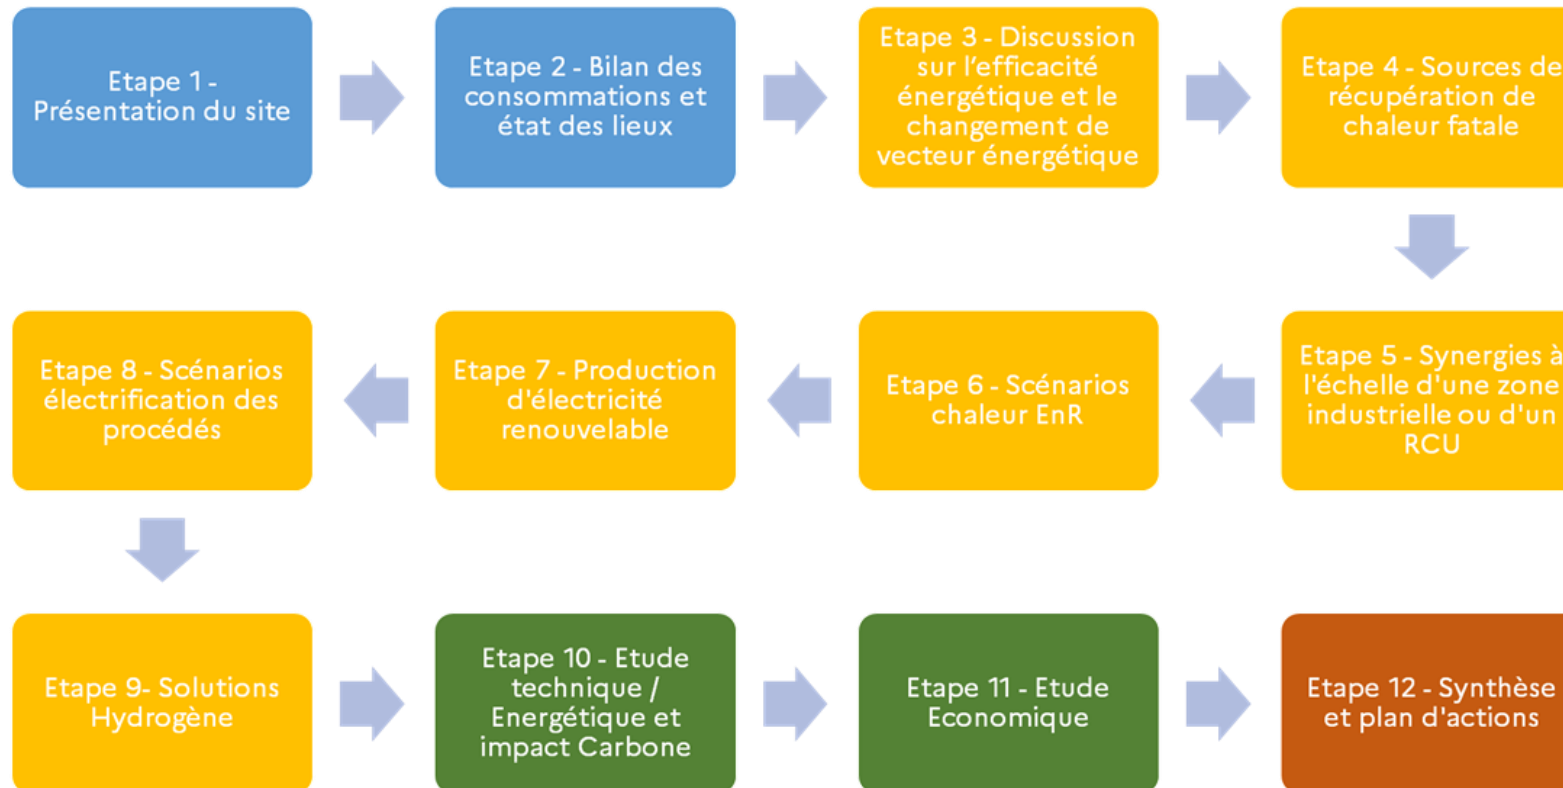 Etape 1 -
Présentation du site
Etape 2 - Bilan des
consommations et
état des lieux
Etape 3 - Discussion
sur l'efficacité
énergétique et le
changement de
vecteur énergétique
Etape 4 - Sources de
récupération de
chaleur fatale
Etape 5 - Synergies à
l'échelle d'une zone
industrielle ou d'un
RCU
Etape 6 - Scénarios
chaleur EnR
Etape 7 - Production
d'électricité
renouvelable
Etape 8 - Scénarios
électrification des
procédés
Etape 9- Solutions
Hydrogène
Etape 10 - Etude
technique /
Energétique et
impact Carbone
Etape 11 - Etude
Economique
Etape 12 - Synthèse
et plan d'actions